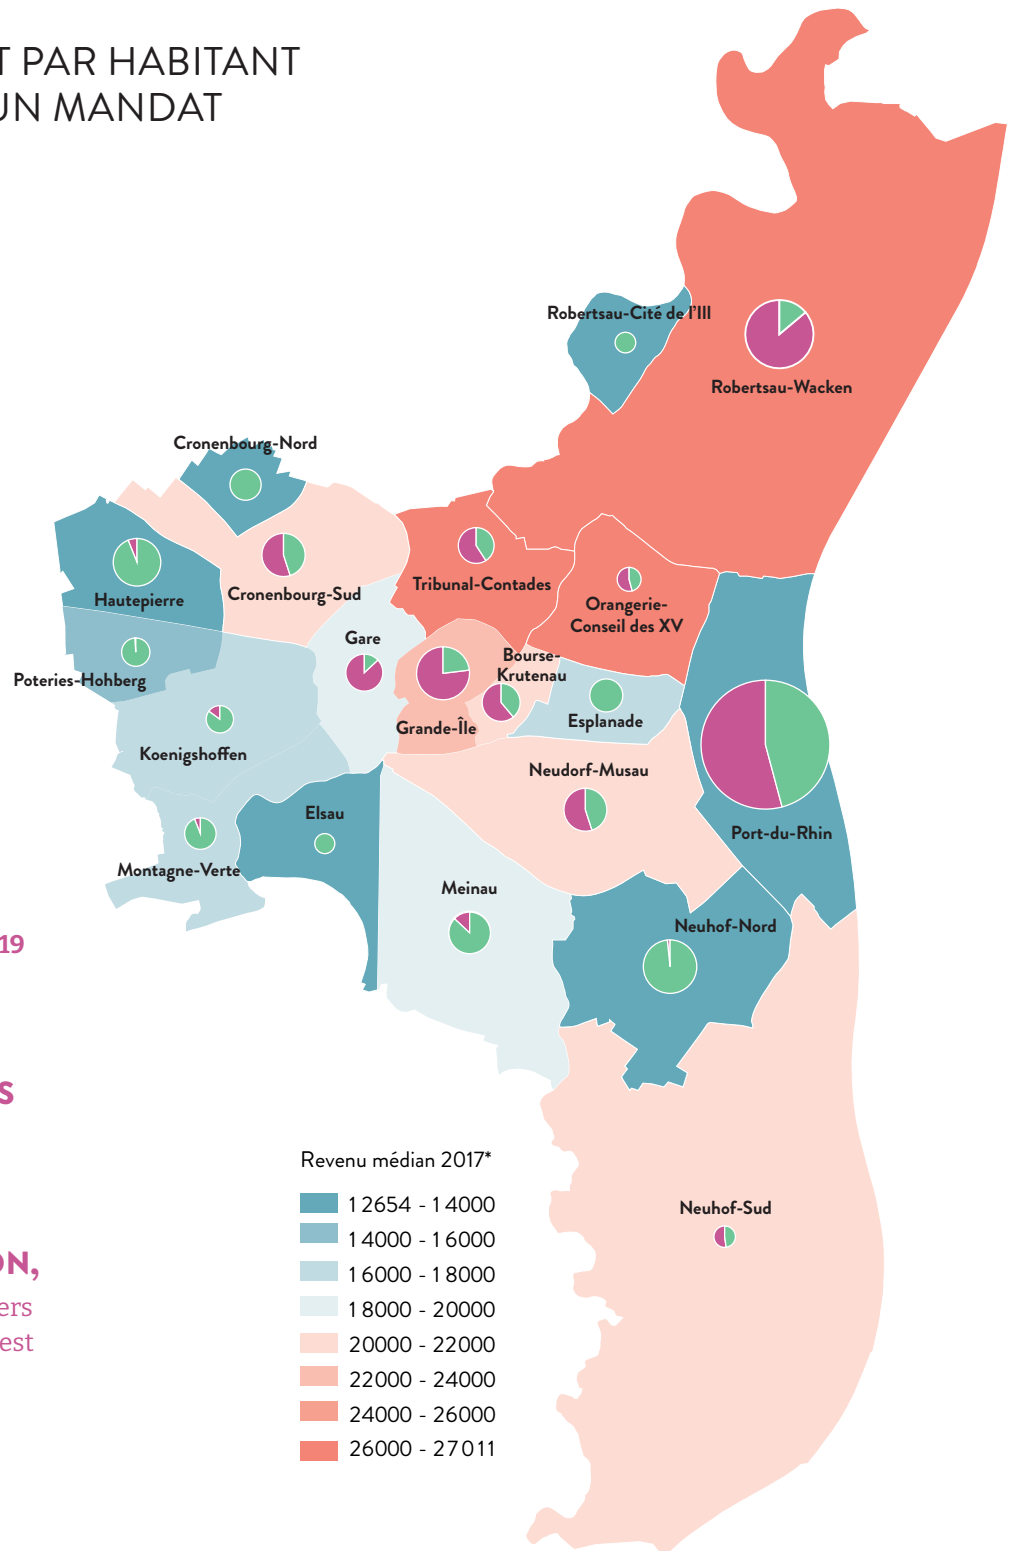 T PAR HABITANT
UN MANDAT
Robertsau-Cité de l’Ill
Robertsau-Wacken
Cronenbourg-Nord
Hautepierre
Cronenbourg-Sud
Tribunal-Contades
Orangerie-
Conseil des XV
Gare
Bourse-
Krutenau
Poteries-Hohberg
Esplanade
Grande-Île
Koenigshoffen
Neudorf-Musau
Elsau
Port-du-Rhin
Montagne-Verte
Meinau
Neuhof-Nord
19
S
ON,
ers
est
Neuhof-Sud
Revenu médian 2017*
12654 - 14000
14000 - 16000
16000 - 18000
18000 - 20000
20000 - 22000
22000 - 24000
24000 - 26000
26000 - 27011